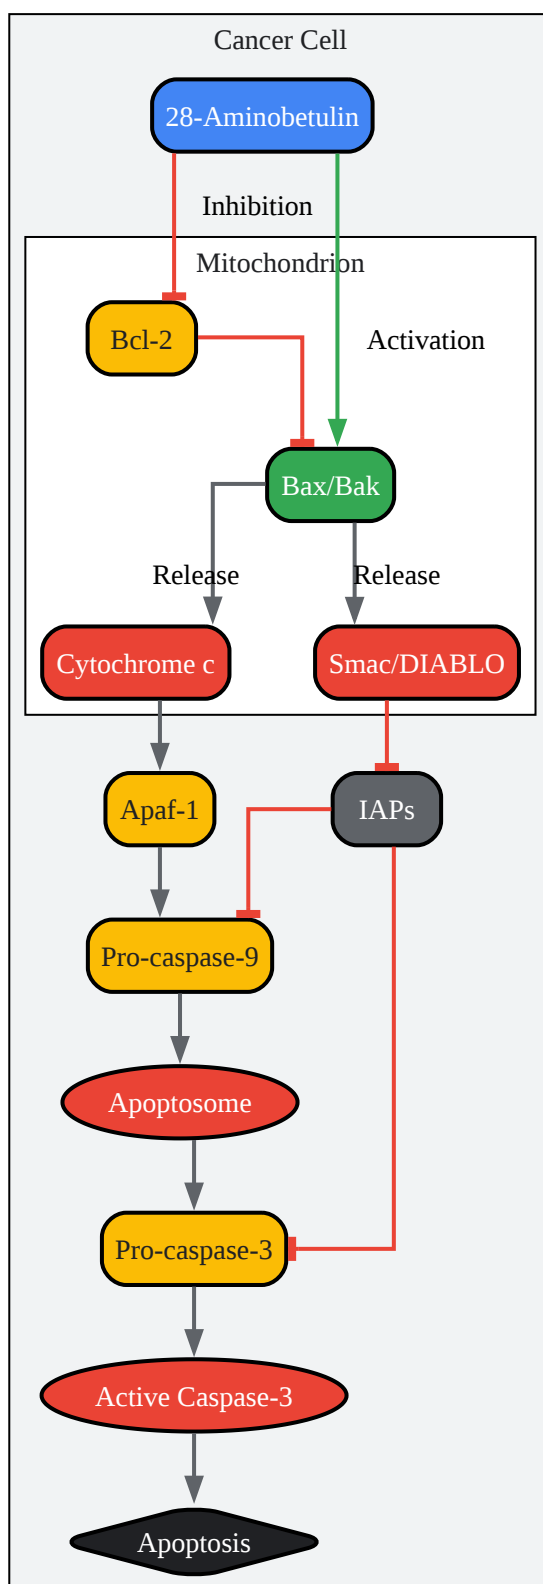 Cancer Cell
28-Aminobetulin
Inhibition
Mitochondrion
Bcl-2
Activation
Bax/Bak
Release
Release
Cytochrome c
Smac/DIABLO
Apaf-1
IAPs
Pro-caspase-9
Apoptosome
Pro-caspase-3
Active Caspase-3
Apoptosis